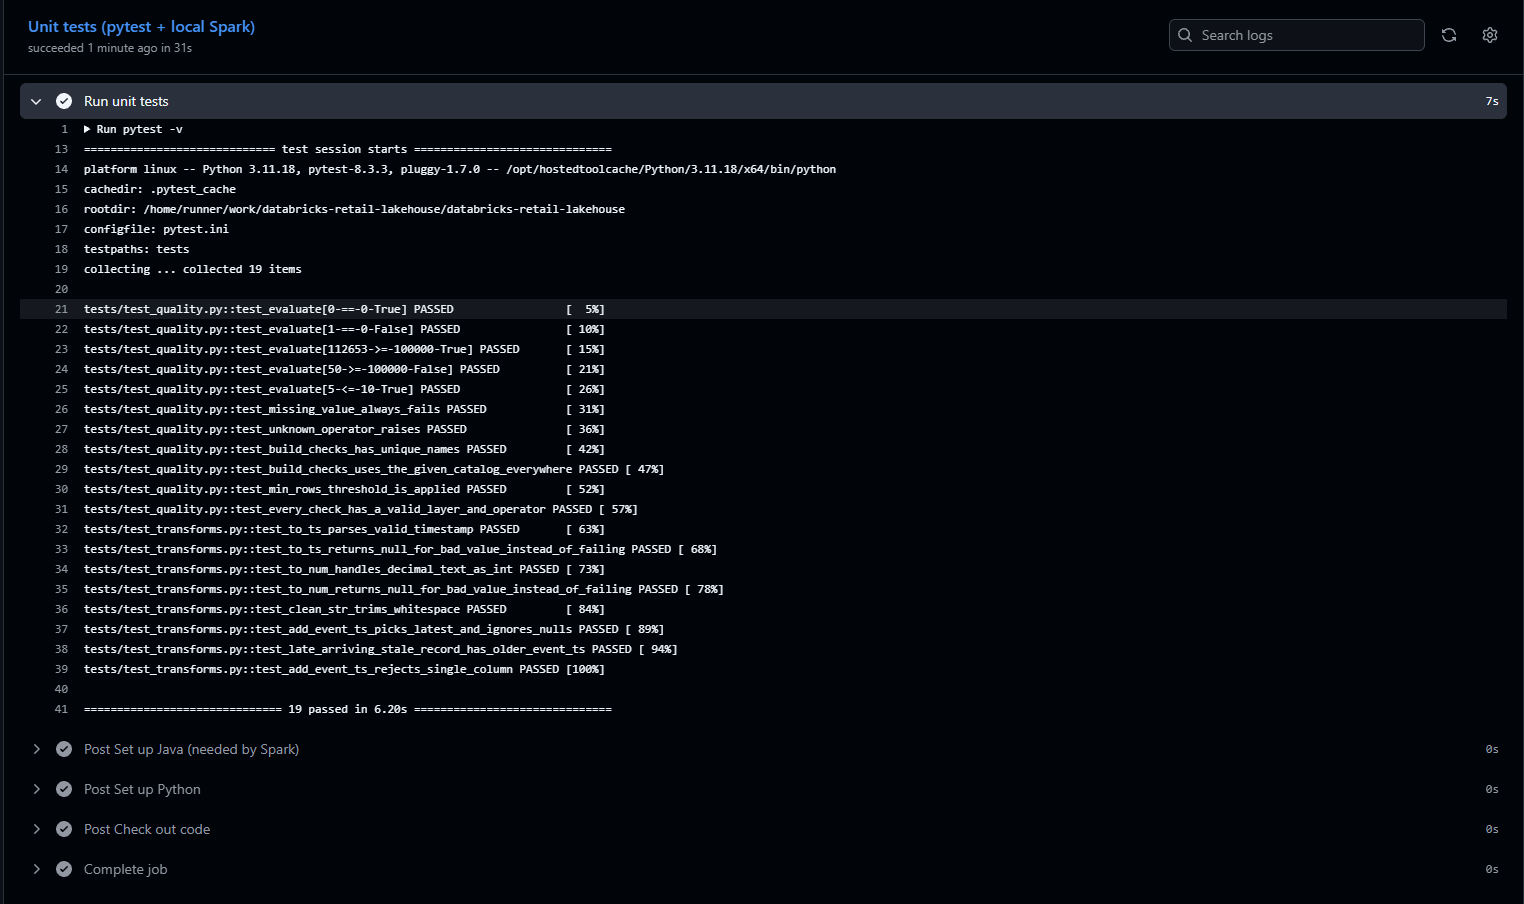 Unit tests (pytest + local Spark)
succeeded 1 minute ago in 31s
Search logs
Run unit tests 7s
1 Run pytest -v
13 ============================= test session starts ==============================
14 platform linux -- Python 3.11.18, pytest-8.3.3, pluggy-1.7.0 -- /opt/hostedtoolcache/Python/3.11.18/x64/bin/python
15 cachedir: .pytest_cache
16 rootdir: /home/runner/work/databricks-retail-lakehouse/databricks-retail-lakehouse
17 configfile: pytest.ini
18 testpaths: tests
19 collecting ... collected 19 items
20
21 tests/test_quality.py::test_evaluate[0-==-0-True] PASSED [  5%]
22 tests/test_quality.py::test_evaluate[1-==-0-False] PASSED [ 10%]
23 tests/test_quality.py::test_evaluate[112653->=-100000-True] PASSED [ 15%]
24 tests/test_quality.py::test_evaluate[50->=-100000-False] PASSED [ 21%]
25 tests/test_quality.py::test_evaluate[5-<=-10-True] PASSED [ 26%]
26 tests/test_quality.py::test_missing_value_always_fails PASSED [ 31%]
27 tests/test_quality.py::test_unknown_operator_raises PASSED [ 36%]
28 tests/test_quality.py::test_build_checks_has_unique_names PASSED [ 42%]
29 tests/test_quality.py::test_build_checks_uses_the_given_catalog_everywhere PASSED [ 47%]
30 tests/test_quality.py::test_min_rows_threshold_is_applied PASSED [ 52%]
31 tests/test_quality.py::test_every_check_has_a_valid_layer_and_operator PASSED [ 57%]
32 tests/test_transforms.py::test_to_ts_parses_valid_timestamp PASSED [ 63%]
33 tests/test_transforms.py::test_to_ts_returns_null_for_bad_value_instead_of_failing PASSED [ 68%]
34 tests/test_transforms.py::test_to_num_handles_decimal_text_as_int PASSED [ 73%]
35 tests/test_transforms.py::test_to_num_returns_null_for_bad_value_instead_of_failing PASSED [ 78%]
36 tests/test_transforms.py::test_clean_str_trims_whitespace PASSED [ 84%]
37 tests/test_transforms.py::test_add_event_ts_picks_latest_and_ignores_nulls PASSED [ 89%]
38 tests/test_transforms.py::test_late_arriving_stale_record_has_older_event_ts PASSED [ 94%]
39 tests/test_transforms.py::test_add_event_ts_rejects_single_column PASSED [100%]
40
41 ============================== 19 passed in 6.20s ==============================
Post Set up Java (needed by Spark) 0s
Post Set up Python 0s
Post Check out code 0s
Complete job 0s